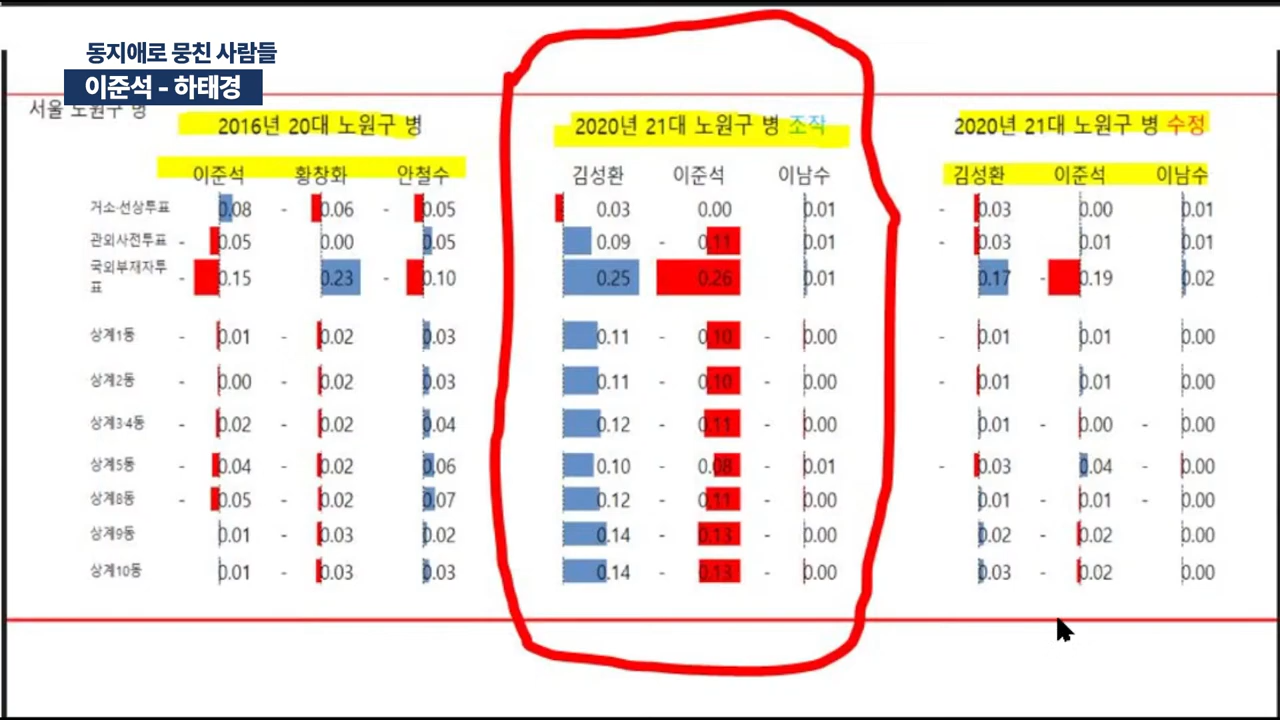 동지애로 뭉친 사람들
이준석 - 하태경
서울 노원구 병
2016년 20대 노원구 병
2020년 21대 노원구 병 조작
2020년 21대 노원구 병 수정
이준석 황창화 안철수
김성환 이준석 이남수
김성환 이준석 이남수
거소·선상투표 0.08 - 0.06 - 0.05 0.03 0.00 0.01 - 0.03 0.00 0.01
관외사전투표 - 0.05 0.00 0.05 0.09 - 0.11 0.01 - 0.03 0.01 0.01
국외부재자투
표 - 0.15 0.23 - 0.10 0.25 - 0.26 0.01 0.17 - 0.19 0.02
상계1동 - 0.01 - 0.02 0.03 0.11 - 0.10 - 0.00 - 0.01 0.01 0.00
상계2동 - 0.00 - 0.02 0.03 0.11 - 0.10 - 0.00 - 0.01 0.01 0.00
상계3·4동 - 0.02 - 0.02 0.04 0.12 - 0.11 - 0.00 0.01 - 0.00 - 0.00
상계5동 - 0.04 - 0.02 0.06 0.10 - 0.08 - 0.01 - 0.03 0.04 - 0.00
상계8동 - 0.05 - 0.02 0.07 0.12 - 0.11 - 0.00 0.01 - 0.01 - 0.00
상계9동 0.01 - 0.03 0.02 0.14 - 0.13 - 0.00 0.02 - 0.02 0.00
상계10동 0.01 - 0.03 0.03 0.14 - 0.13 - 0.00 0.03 - 0.02 0.00